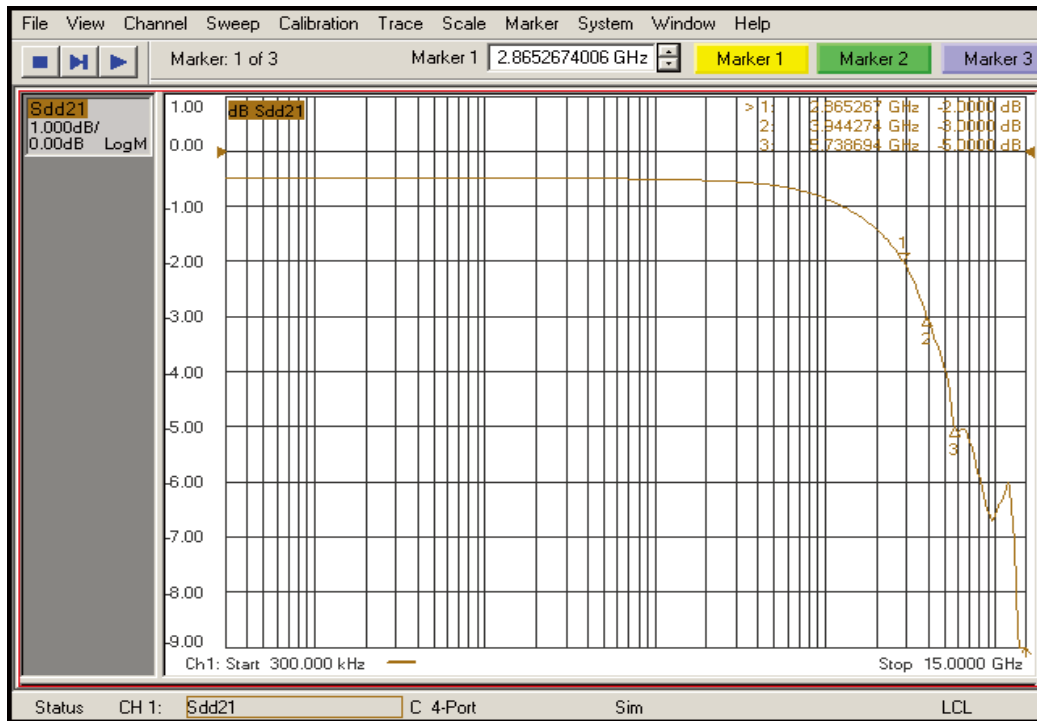 File View Channel Sweep Calibration Trace Scale Marker System Window Help
Marker: 1 of 3 Marker 1 2.8652674006 GHz Marker 1 Marker 2 Marker 3
Sdd21
1.000dB/
0.00dB LogM
dB Sdd21
> 1: 2.865267 GHz -2.0000 dB
2: 3.944274 GHz -3.0000 dB
3: 5.738694 GHz -5.0000 dB
1.00
0.00
-1.00
-2.00
-3.00
-4.00
-5.00
-6.00
-7.00
-8.00
-9.00
1
2
3
Ch1: Start 300.000 kHz Stop 15.0000 GHz
Status CH 1: Sdd21 C 4-Port Sim LCL